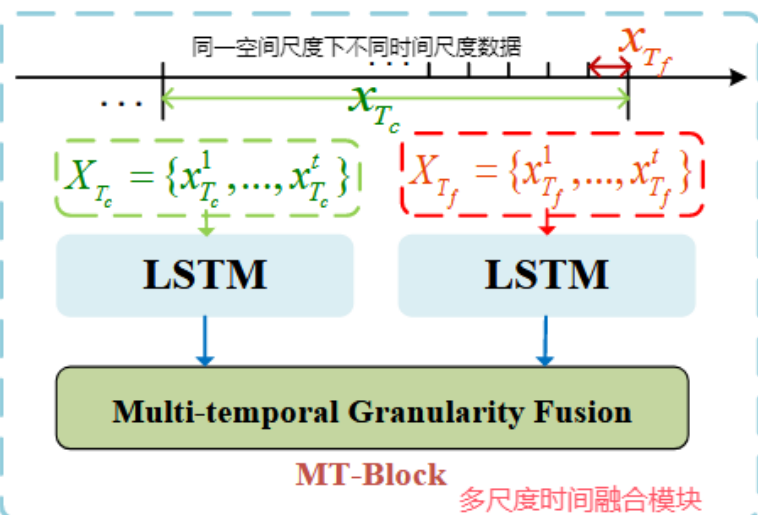 同一空间尺度下不同时间尺度数据
x_{T_f}
...
...
x_{T_c}
X_{T_c} = {x_{T_c}^1,...,x_{T_c}^t}
X_{T_f} = {x_{T_f}^1,...,x_{T_f}^t}
LSTM
LSTM
Multi-temporal Granularity Fusion
MT-Block
多尺度时间融合模块